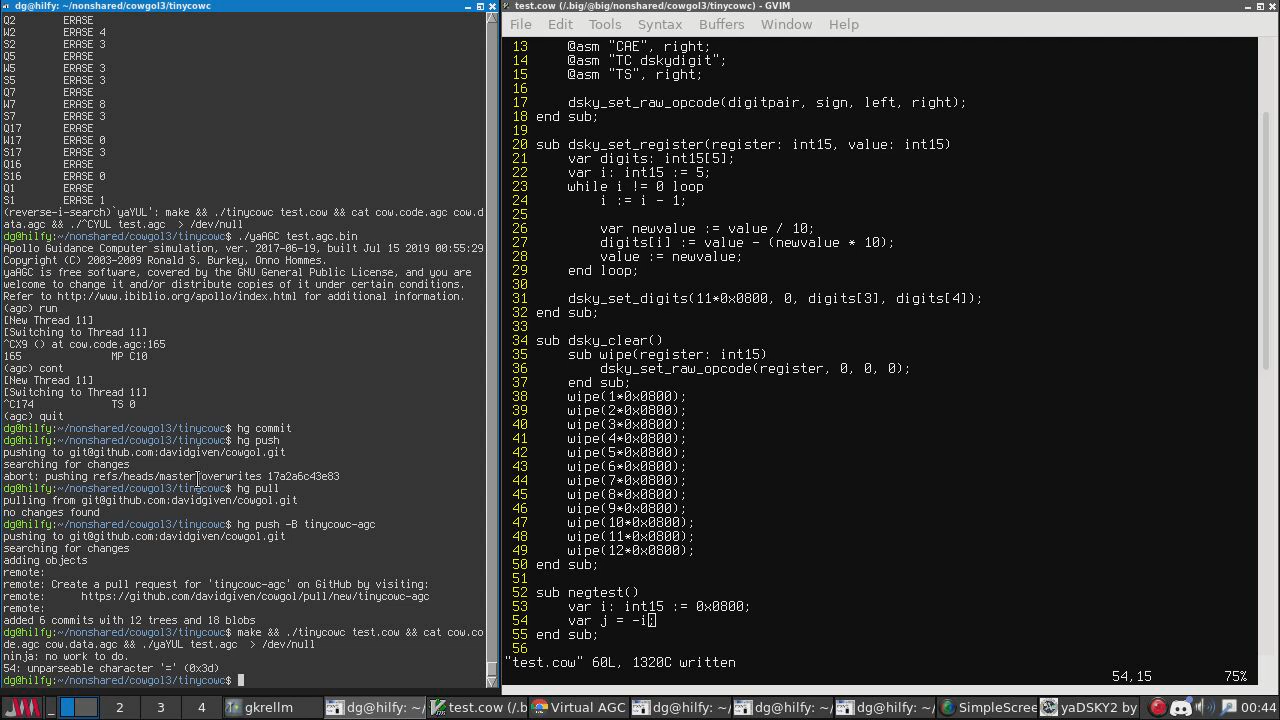 dg@hilfy: ~/nonshared/cowgol3/tinycowc
Q2
W2 ERASE 4
S2 ERASE 3
Q5 ERASE
W5 ERASE 3
S5 ERASE 3
Q7 ERASE
W7 ERASE 8
S7 ERASE 3
Q17 ERASE
W17 ERASE 0
S17 ERASE 3
Q16 ERASE
S16 ERASE 0
Q1 ERASE
S1 ERASE 1
(reverse-i-search)`yaYUL': make && ./tinycowc test.cow && cat cow.code.agc cow.d
ata.agc && ./^CYUL test.agc > /dev/null
dg@hilfy:~/nonshared/cowgol3/tinycowc$ ./yaAGC test.agc.bin
Apollo Guidance Computer simulation, ver. 2017-06-19, built Jul 15 2019 00:55:29
Copyright (C) 2003-2009 Ronald S. Burkey, Onno Hommes.
yaAGC is free software, covered by the GNU General Public License, and you are
welcome to change it and/or distribute copies of it under certain conditions.
Refer to http://www.ibiblio.org/apollo/index.html for additional information.
(agc) run
[New Thread 11]
[Switching to Thread 11]
^CX9 () at cow.code.agc:165
165 MP C10
(agc) cont
[New Thread 11]
[Switching to Thread 11]
^C174 TS 0
(agc) quit
dg@hilfy:~/nonshared/cowgol3/tinycowc$ hg commit
dg@hilfy:~/nonshared/cowgol3/tinycowc$ hg push
pushing to git@github.com:davidgiven/cowgol.git
searching for changes
abort: pushing refs/heads/master overwrites 17a2a6c43e83
dg@hilfy:~/nonshared/cowgol3/tinycowc$ hg pull
pulling from git@github.com:davidgiven/cowgol.git
no changes found
dg@hilfy:~/nonshared/cowgol3/tinycowc$ hg push -B tinycowc-agc
pushing to git@github.com:davidgiven/cowgol.git
searching for changes
adding objects
remote:
remote: Create a pull request for 'tinycowc-agc' on GitHub by visiting:
remote: https://github.com/davidgiven/cowgol/pull/new/tinycowc-agc
remote:
added 6 commits with 12 trees and 18 blobs
dg@hilfy:~/nonshared/cowgol3/tinycowc$ make && ./tinycowc test.cow && cat cow.co
de.agc cow.data.agc && ./yaYUL test.agc > /dev/null
ninja: no work to do.
54: unparseable character '=' (0x3d)
dg@hilfy:~/nonshared/cowgol3/tinycowc$
test.cow (/.big/@big/nonshared/cowgol3/tinycowc) - GVIM
File Edit Tools Syntax Buffers Window Help
13 @asm "CAE", right;
14 @asm "TC dskydigit";
15 @asm "TS", right;
16
17 dsky_set_raw_opcode(digitpair, sign, left, right);
18 end sub;
19
20 sub dsky_set_register(register: int15, value: int15)
21 var digits: int15[5];
22 var i: int15 := 5;
23 while i != 0 loop
24 i := i - 1;
25
26 var newvalue := value / 10;
27 digits[i] := value - (newvalue * 10);
28 value := newvalue;
29 end loop;
30
31 dsky_set_digits(11*0x0800, 0, digits[3], digits[4]);
32 end sub;
33
34 sub dsky_clear()
35 sub wipe(register: int15)
36 dsky_set_raw_opcode(register, 0, 0, 0);
37 end sub;
38 wipe(1*0x0800);
39 wipe(2*0x0800);
40 wipe(3*0x0800);
41 wipe(4*0x0800);
42 wipe(5*0x0800);
43 wipe(6*0x0800);
44 wipe(7*0x0800);
45 wipe(8*0x0800);
46 wipe(9*0x0800);
47 wipe(10*0x0800);
48 wipe(11*0x0800);
49 wipe(12*0x0800);
50 end sub;
51
52 sub negtest()
53 var i: int15 := 0x0800;
54 var j = -i;
55 end sub;
56
"test.cow" 60L, 1320C written
54,15 75%
2 3 4 gkrellm dg@hilfy: ~/ test.cow (/.b Virtual AGC dg@hilfy: ~/ dg@hilfy: ~/ dg@hilfy: ~/ SimpleScree yaDSKY2 by 00:44